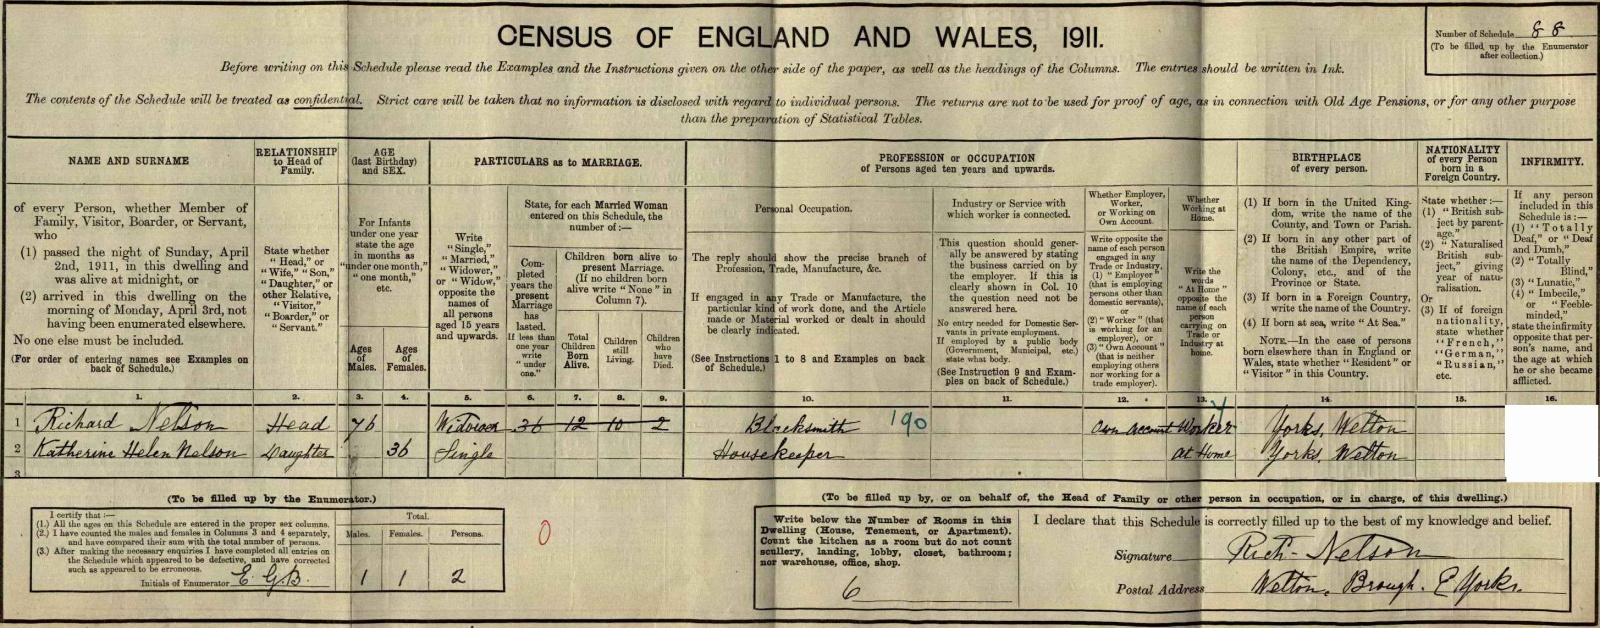 CENSUS OF ENGLAND AND WALES, 1911.
Number of Schedule 88
(To be filled up by the Enumerator
after collection.)
Before writing on this Schedule please read the Examples and the Instructions given on the other side of the paper, as well as the headings of the Columns. The entries should be written in Ink.
The contents of the Schedule will be treated as confidential. Strict care will be taken that no information is disclosed with regard to individual persons. The returns are not to be used for proof of age, as in connection with Old Age Pensions, or for any other purpose
than the preparation of Statistical Tables.
NAME AND SURNAME
of every Person, whether Member of
Family, Visitor, Boarder, or Servant,
who
(1) passed the night of Sunday, April
2nd, 1911, in this dwelling and
was alive at midnight, or
(2) arrived in this dwelling on the
morning of Monday, April 3rd, not
having been enumerated elsewhere.
No one else must be included.
(For order of entering names see Examples on
back of Schedule.)
RELATIONSHIP
to Head of
Family.
State whether
"Head," or
"Wife," "Son,"
"Daughter," or
other Relative,
"Visitor,"
"Boarder," or
"Servant."
AGE
(last Birthday)
and SEX.
For Infants
under one year
state the age
in months as
"under one month,"
"one month,"
etc.
Ages
of
Males.
Ages
of
Females.
PARTICULARS as to MARRIAGE.
Write
"Single,"
"Married,"
"Widower,"
or "Widow,"
opposite the
names of
all persons
aged 15 years
and upwards.
State, for each Married Woman
entered on this Schedule, the
number of:—
Com-
pleted
years the
present
Marriage
has
lasted.
If less than
one year
write
"under
one."
Children born alive to
present Marriage.
(If no children born
alive write "None" in
Column 7).
Total
Children
Born
Alive.
Children
still
Living.
Children
who
have
Died.
PROFESSION or OCCUPATION
of Persons aged ten years and upwards.
Personal Occupation.
The reply should show the precise branch of
Profession, Trade, Manufacture, &c.
If engaged in any Trade or Manufacture, the
particular kind of work done, and the Article
made or Material worked or dealt in should
be clearly indicated.
(See Instructions 1 to 8 and Examples on back
of Schedule.)
Industry or Service with
which worker is connected.
This question should gener-
ally be answered by stating
the business carried on by
the employer. If this is
clearly shown in Col. 10
the question need not be
answered here.
No entry needed for Domestic Ser-
vants in private employment.
If employed by a public body
(Government, Municipal, etc.)
state what body.
(See Instruction 9 and Exam-
ples on back of Schedule.)
Whether Employer,
Worker,
or Working on
Own Account.
Write opposite the
name of each person
engaged in any
Trade or Industry,
(1) "Employer"
(that is employing
persons other than
domestic servants),
or
(2) "Worker" (that
is working for an
employer), or
(3) "Own Account"
(that is neither
employing others
nor working for a
trade employer).
Whether
Working at
Home.
Write the
words
"At Home"
opposite the
name of each
person
carrying on
Trade or
Industry at
home.
BIRTHPLACE
of every person.
(1) If born in the United King-
dom, write the name of the
County, and Town or Parish.
(2) If born in any other part of
the British Empire, write
the name of the Dependency,
Colony, etc., and of the
Province or State.
(3) If born in a Foreign Country,
write the name of the Country.
(4) If born at sea, write "At Sea."
NOTE.—In the case of persons
born elsewhere than in England or
Wales, state whether "Resident" or
"Visitor" in this Country.
NATIONALITY
of every Person
born in a
Foreign Country.
State whether:—
(1) "British sub-
ject by parent-
age."
(2) "Naturalised
British sub-
ject," giving
year of natu-
ralisation.
Or
(3) If of foreign
nationality,
state whether
"French,"
"German,"
"Russian,"
etc.
INFIRMITY.
If any person
included in this
Schedule is:—
(1) "Totally
Deaf," or "Deaf
and Dumb,"
(2) "Totally
Blind,"
(3) "Lunatic,"
(4) "Imbecile,"
or "Feeble-
minded,"
state the infirmity
opposite that per-
son's name, and
the age at which
he or she became
afflicted.
1. 2. 3. 4. 5. 6. 7. 8. 9. 10. 11. 12. 13. 14. 15. 16.
1 Richard Nelson Head 76 Widower 36 12 10 2 Blacksmith 190 Own Account Worker Yorks, Welton
2 Katherine Helen Nelson Daughter 36 Single Housekeeper At Home Yorks, Welton
3
(To be filled up by the Enumerator.)
I certify that:—
(1.) All the ages on this Schedule are entered in the proper sex columns.
(2.) I have counted the males and females in Columns 3 and 4 separately,
and have compared their sum with the total number of persons.
(3.) After making the necessary enquiries I have completed all entries on
the Schedule which appeared to be defective, and have corrected
such as appeared to be erroneous.
Initials of Enumerator E.G.B.
Total.
Males. Females. Persons.
1 1 2
0
(To be filled up by, or on behalf of, the Head of Family or other person in occupation, or in charge, of this dwelling.)
Write below the Number of Rooms in this
Dwelling (House, Tenement, or Apartment).
Count the kitchen as a room but do not count
scullery, landing, lobby, closet, bathroom;
nor warehouse, office, shop.
6
I declare that this Schedule is correctly filled up to the best of my knowledge and belief.
Signature Rich- Nelson
Postal Address Welton, Brough. E Yorks.